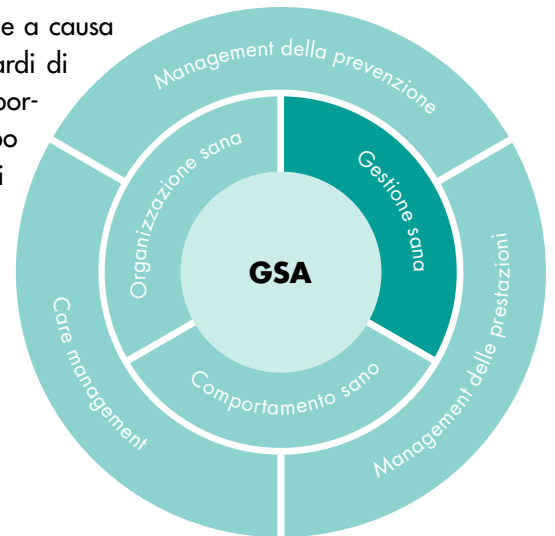 e a causa
ardi di
por-
po
i
Management della prevenzione
Organizzazione sana
Gestione sana
GSA
Comportamento sano
Care management
Management delle prestazioni